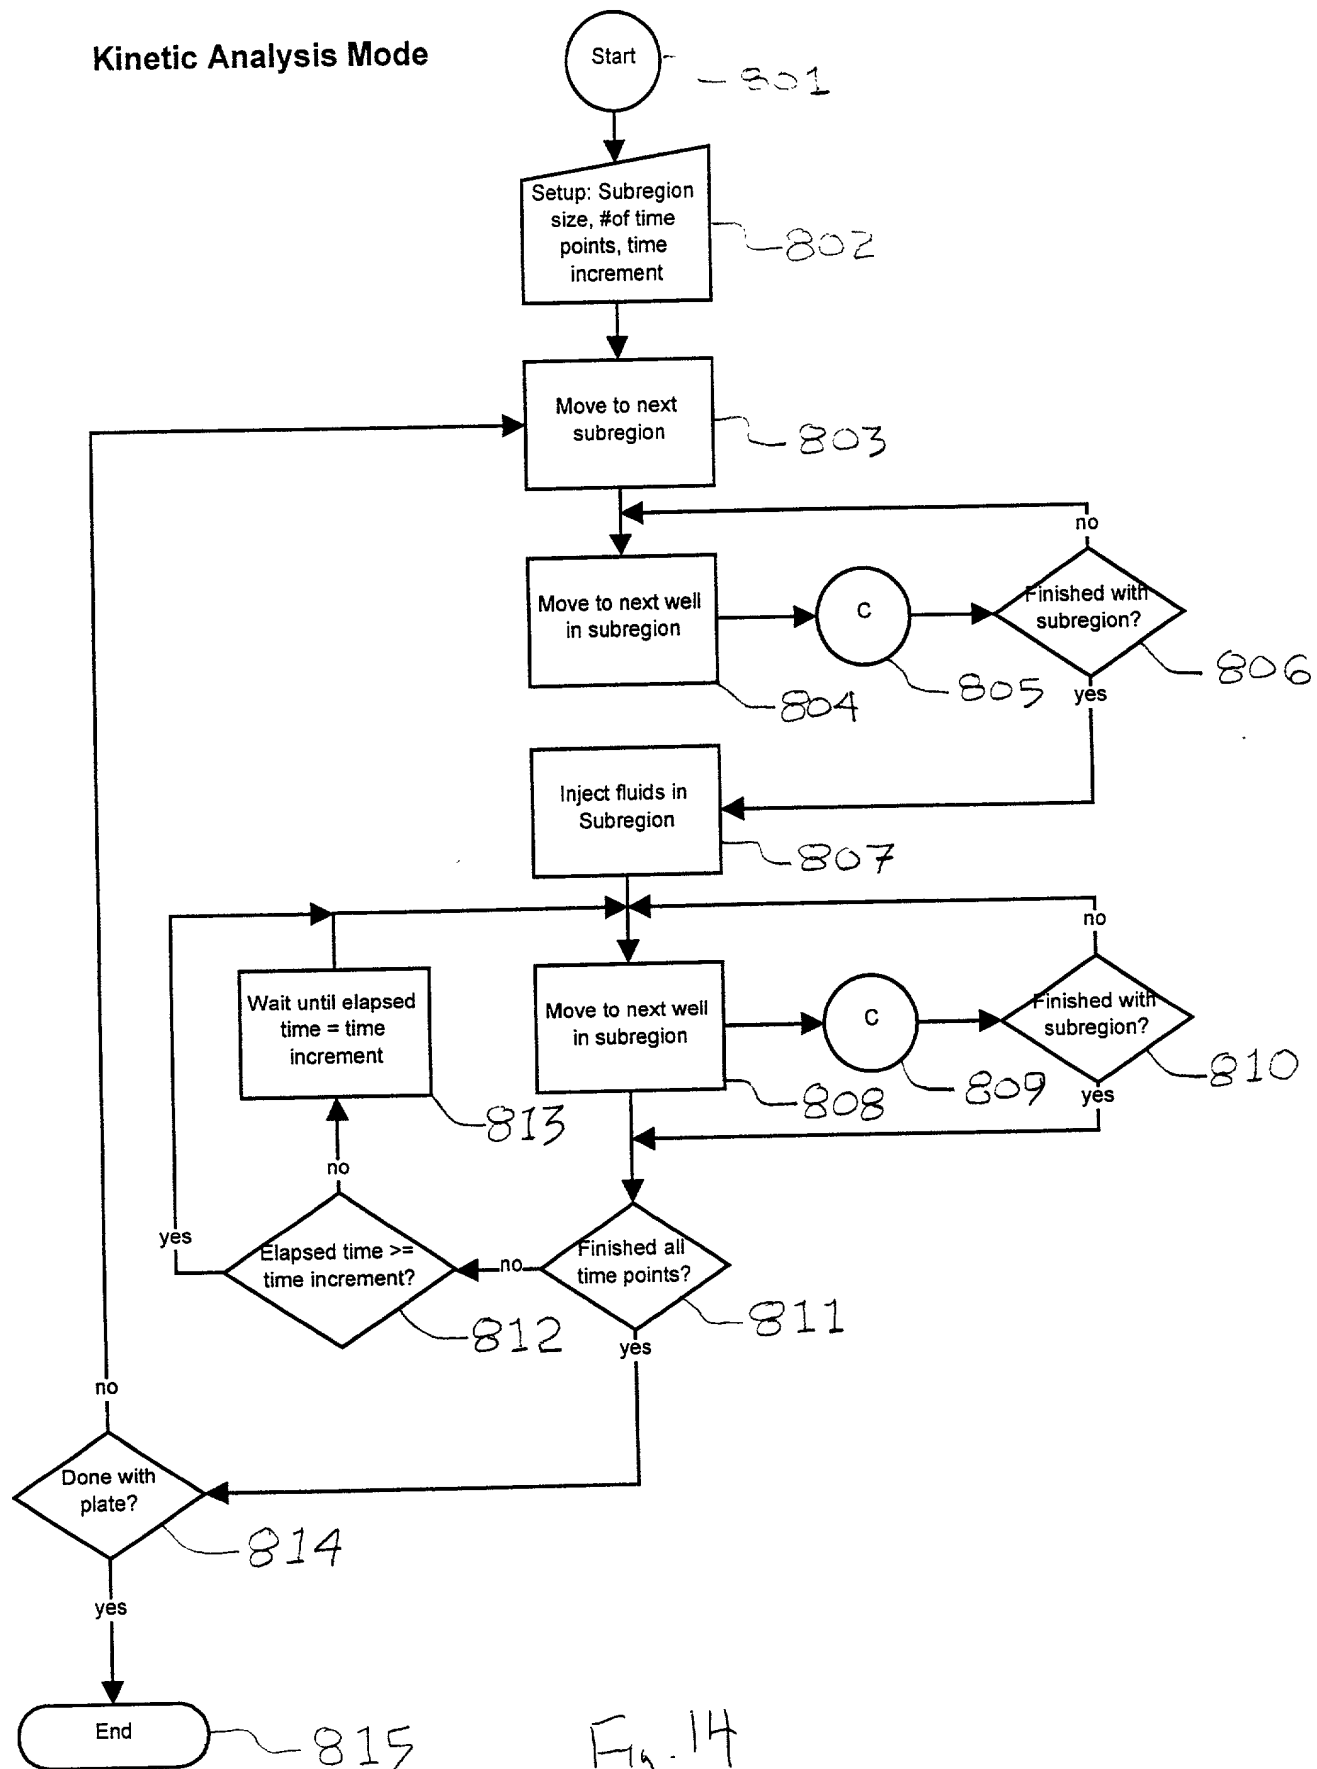 Kinetic Analysis Mode
Start
801
Setup: Subregion
size, #of time
points, time
increment
802
Move to next
subregion
803
no
Move to next well
in subregion
804
C
805
Finished with
subregion?
806
yes
Inject fluids in
Subregion
807
no
Wait until elapsed
time = time
increment
813
Move to next well
in subregion
808
C
809
Finished with
subregion?
810
yes
no
yes
Elapsed time >=
time increment?
812
no
Finished all
time points?
811
yes
no
Done with
plate?
814
yes
End
815
Fig. 14